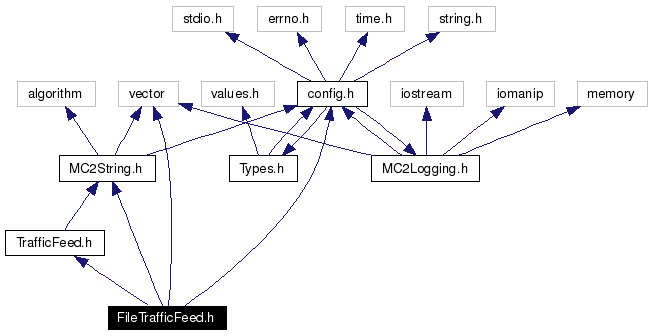 stdio.h
errno.h
time.h
string.h
algorithm
vector
values.h
config.h
iostream
iomanip
memory
MC2String.h
Types.h
MC2Logging.h
TrafficFeed.h
FileTrafficFeed.h